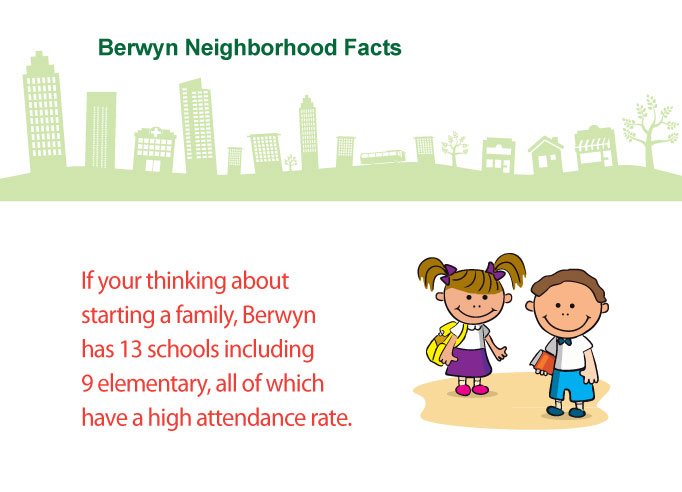 Berwyn Neighborhood Facts
If your thinking about
starting a family, Berwyn
has 13 schools including
9 elementary, all of which
have a high attendance rate.